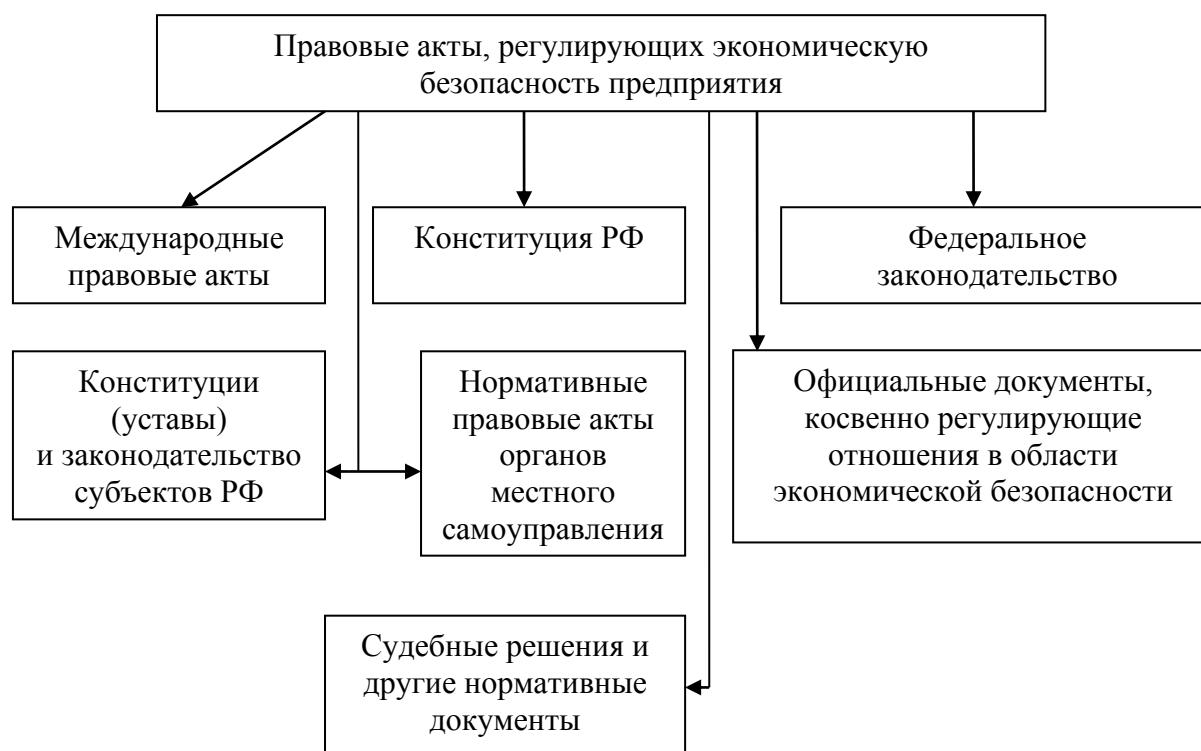 Правовые акты, регулирующих экономическую
безопасность предприятия
Международные
правовые акты
Конституция РФ
Федеральное
законодательство
Конституции
(уставы)
и законодательство
субъектов РФ
Нормативные
правовые акты
органов
местного
самоуправления
Официальные документы,
косвенно регулирующие
отношения в области
экономической безопасности
Судебные решения и
другие нормативные
документы